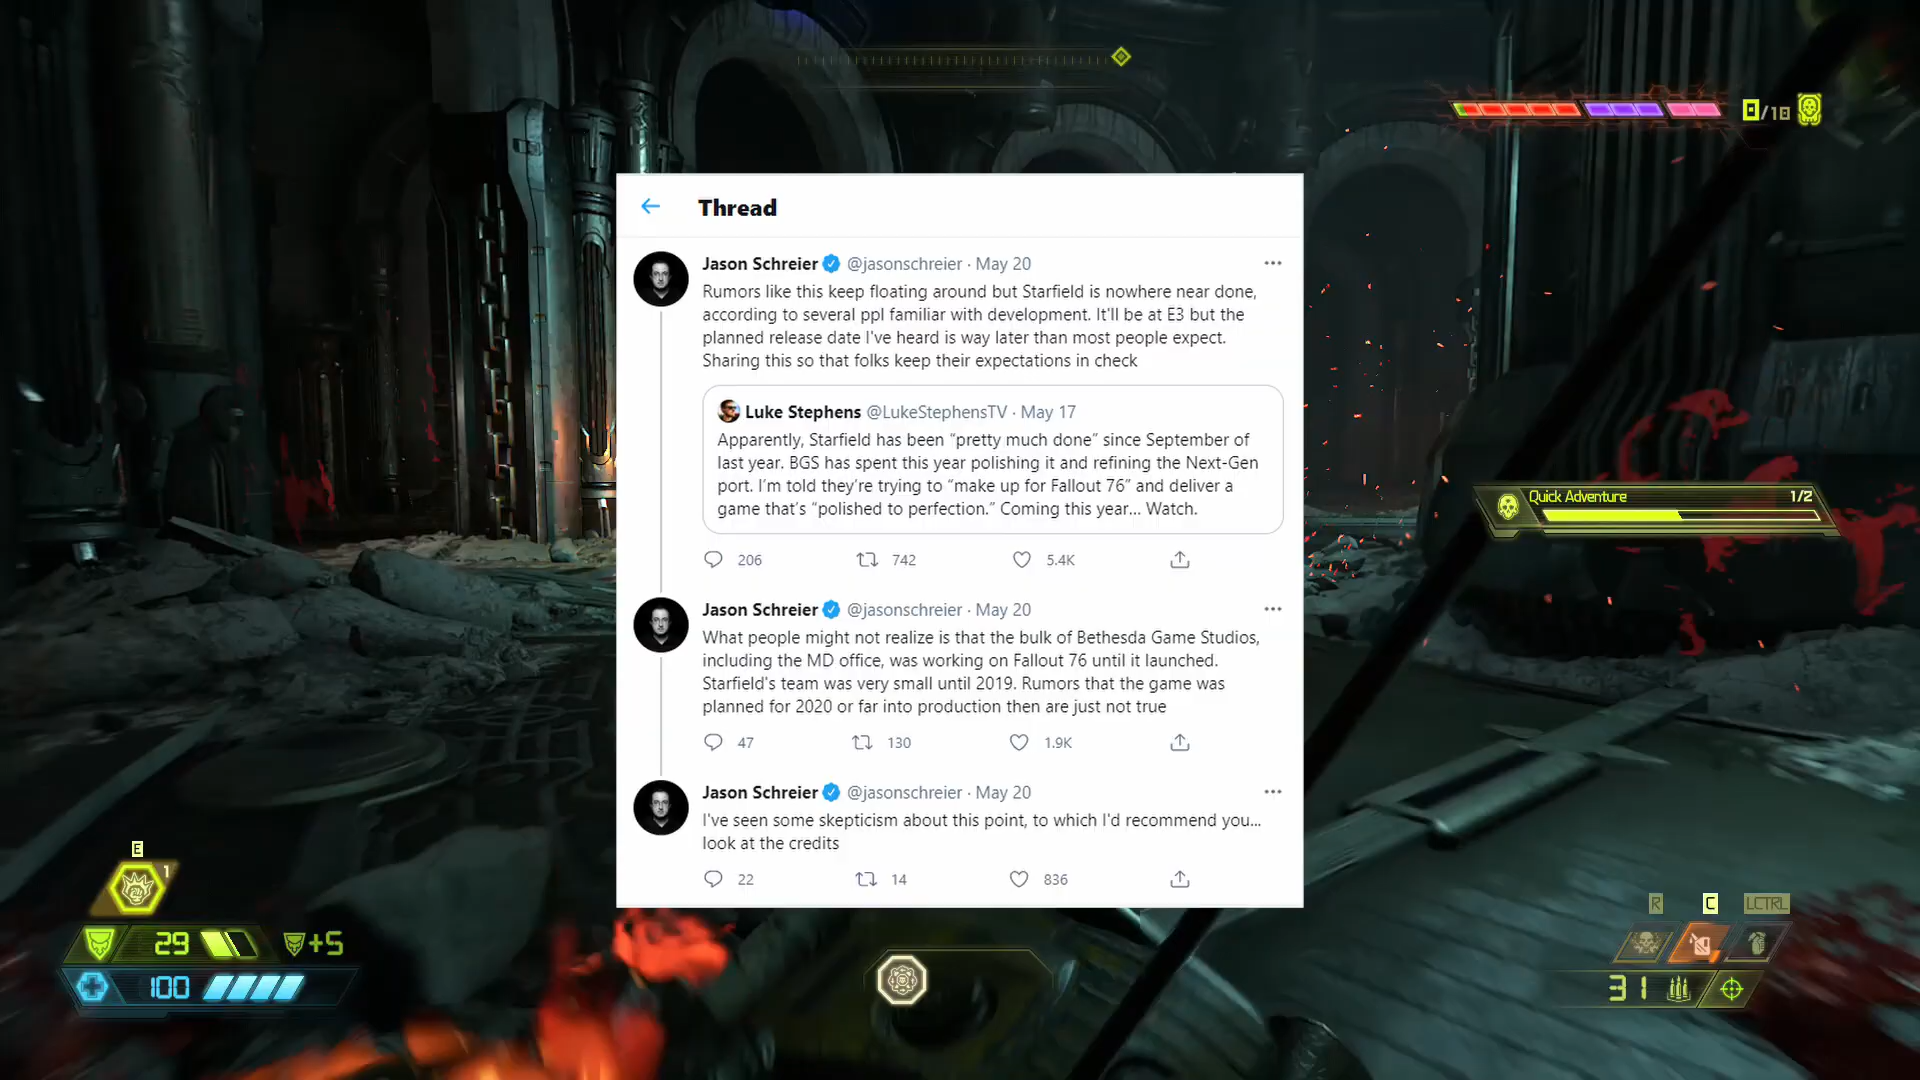 0/10
Thread
Jason Schreier @jasonschreier · May 20
Rumors like this keep floating around but Starfield is nowhere near done,
according to several ppl familiar with development. It'll be at E3 but the
planned release date I've heard is way later than most people expect.
Sharing this so that folks keep their expectations in check
Luke Stephens @LukeStephensTV · May 17
Apparently, Starfield has been “pretty much done” since September of
last year. BGS has spent this year polishing it and refining the Next-Gen
port. I’m told they’re trying to “make up for Fallout 76” and deliver a
game that’s “polished to perfection.” Coming this year... Watch.
206 742 5.4K
Jason Schreier @jasonschreier · May 20
What people might not realize is that the bulk of Bethesda Game Studios,
including the MD office, was working on Fallout 76 until it launched.
Starfield's team was very small until 2019. Rumors that the game was
planned for 2020 or far into production then are just not true
47 130 1.9K
Jason Schreier @jasonschreier · May 20
I've seen some skepticism about this point, to which I'd recommend you...
look at the credits
22 14 836
Quick Adventure 1/2
E
1
29 +5
100
R C LCTRL
31